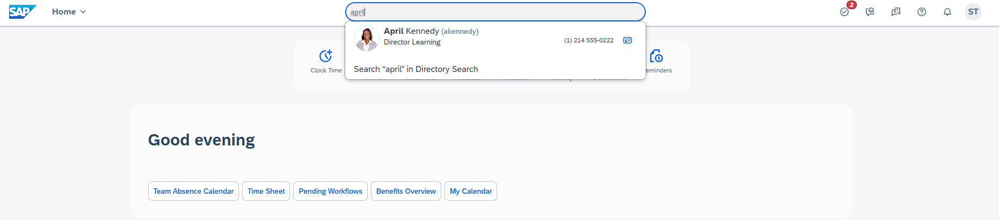 SAP
Home
april
2
ST
April Kennedy (akennedy)
Director Learning
(1) 214 555-0222
Search “april” in Directory Search
Clock Time
eminders
Good evening
Team Absence Calendar
Time Sheet
Pending Workflows
Benefits Overview
My Calendar